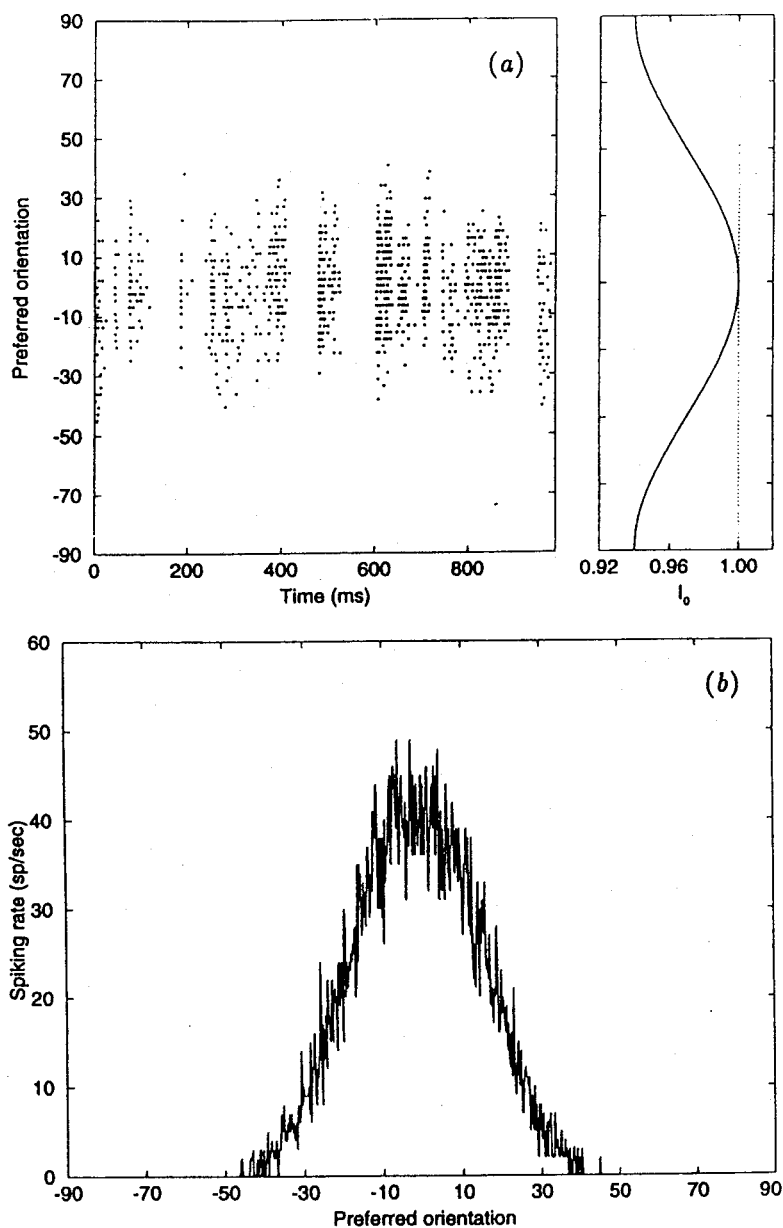 (a)
Preferred orientation
90
70
50
30
10
-10
-30
-50
-70
-90
0 200 400 600 800
Time (ms)
0.92 0.96 1.00
I₀
(b)
Spiking rate (sp/sec)
60
50
40
30
20
10
0
-90 -70 -50 -30 -10 10 30 50 70 90
Preferred orientation